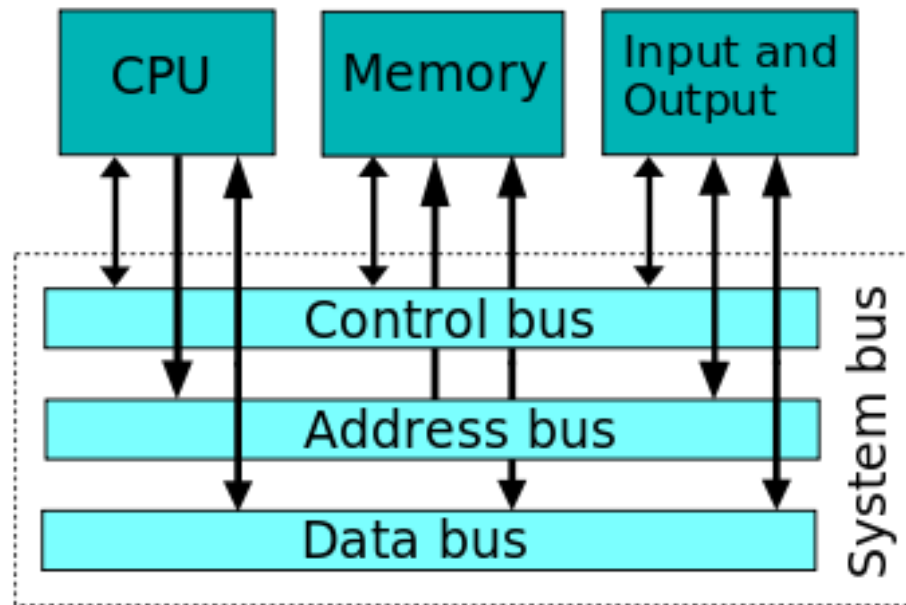 CPU
Memory
Input and
Output
Control bus
Address bus
Data bus
System bus